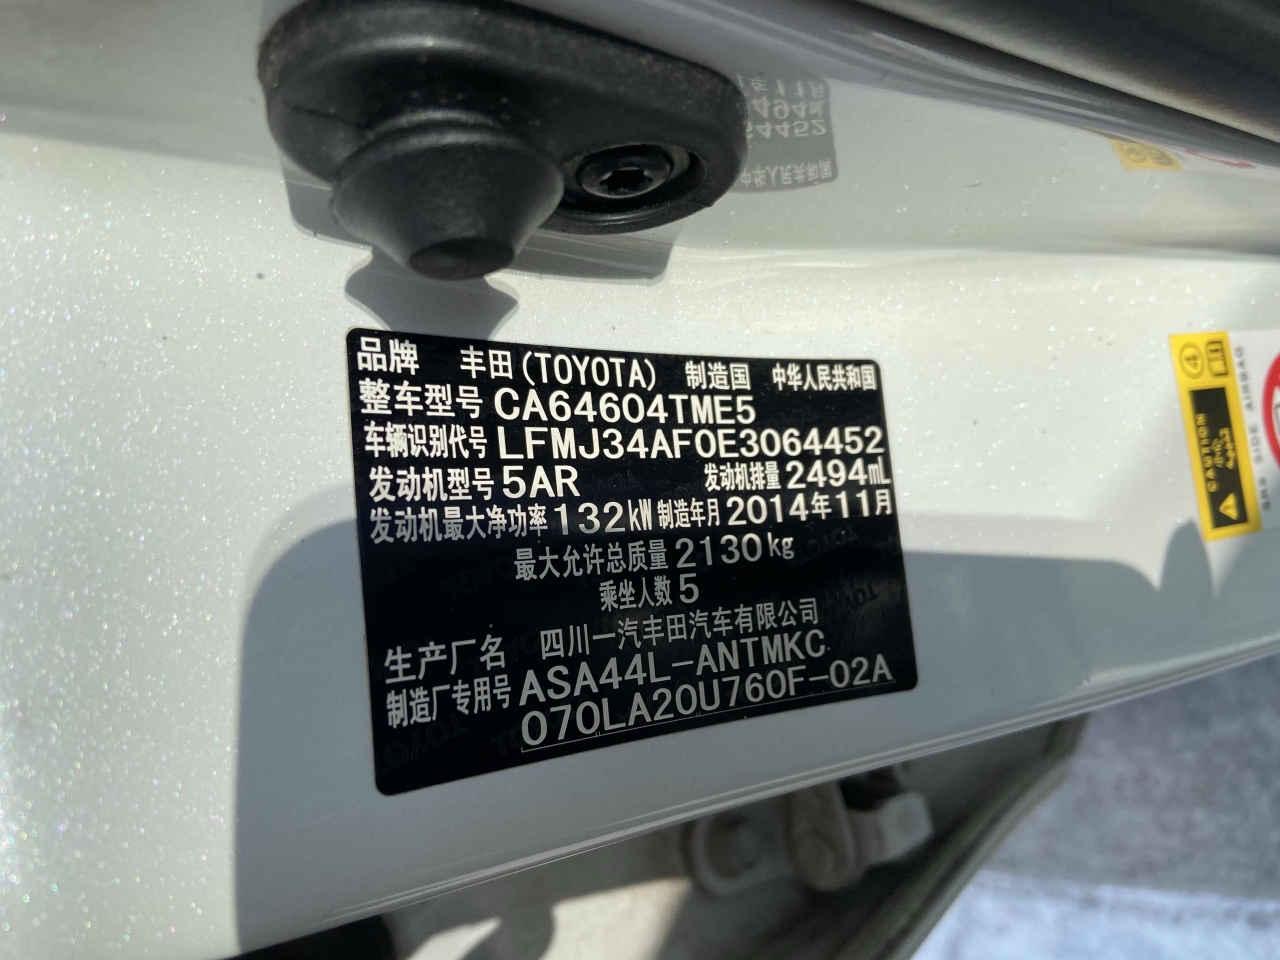 品牌 丰田(TOYOTA) 制造国 中华人民共和国
整车型号 CA64604TME5
车辆识别代号 LFMJ34AF0E3064452
发动机型号 5AR 发动机排量 2494mL
发动机最大净功率 132kW 制造年月 2014年11月
最大允许总质量 2130kg
乘坐人数 5
生产厂名 四川一汽丰田汽车有限公司
制造厂专用号 ASA44L-ANTMKC
070LA20U760F-02A
CAUTION
SRS SIDE AIRBAG